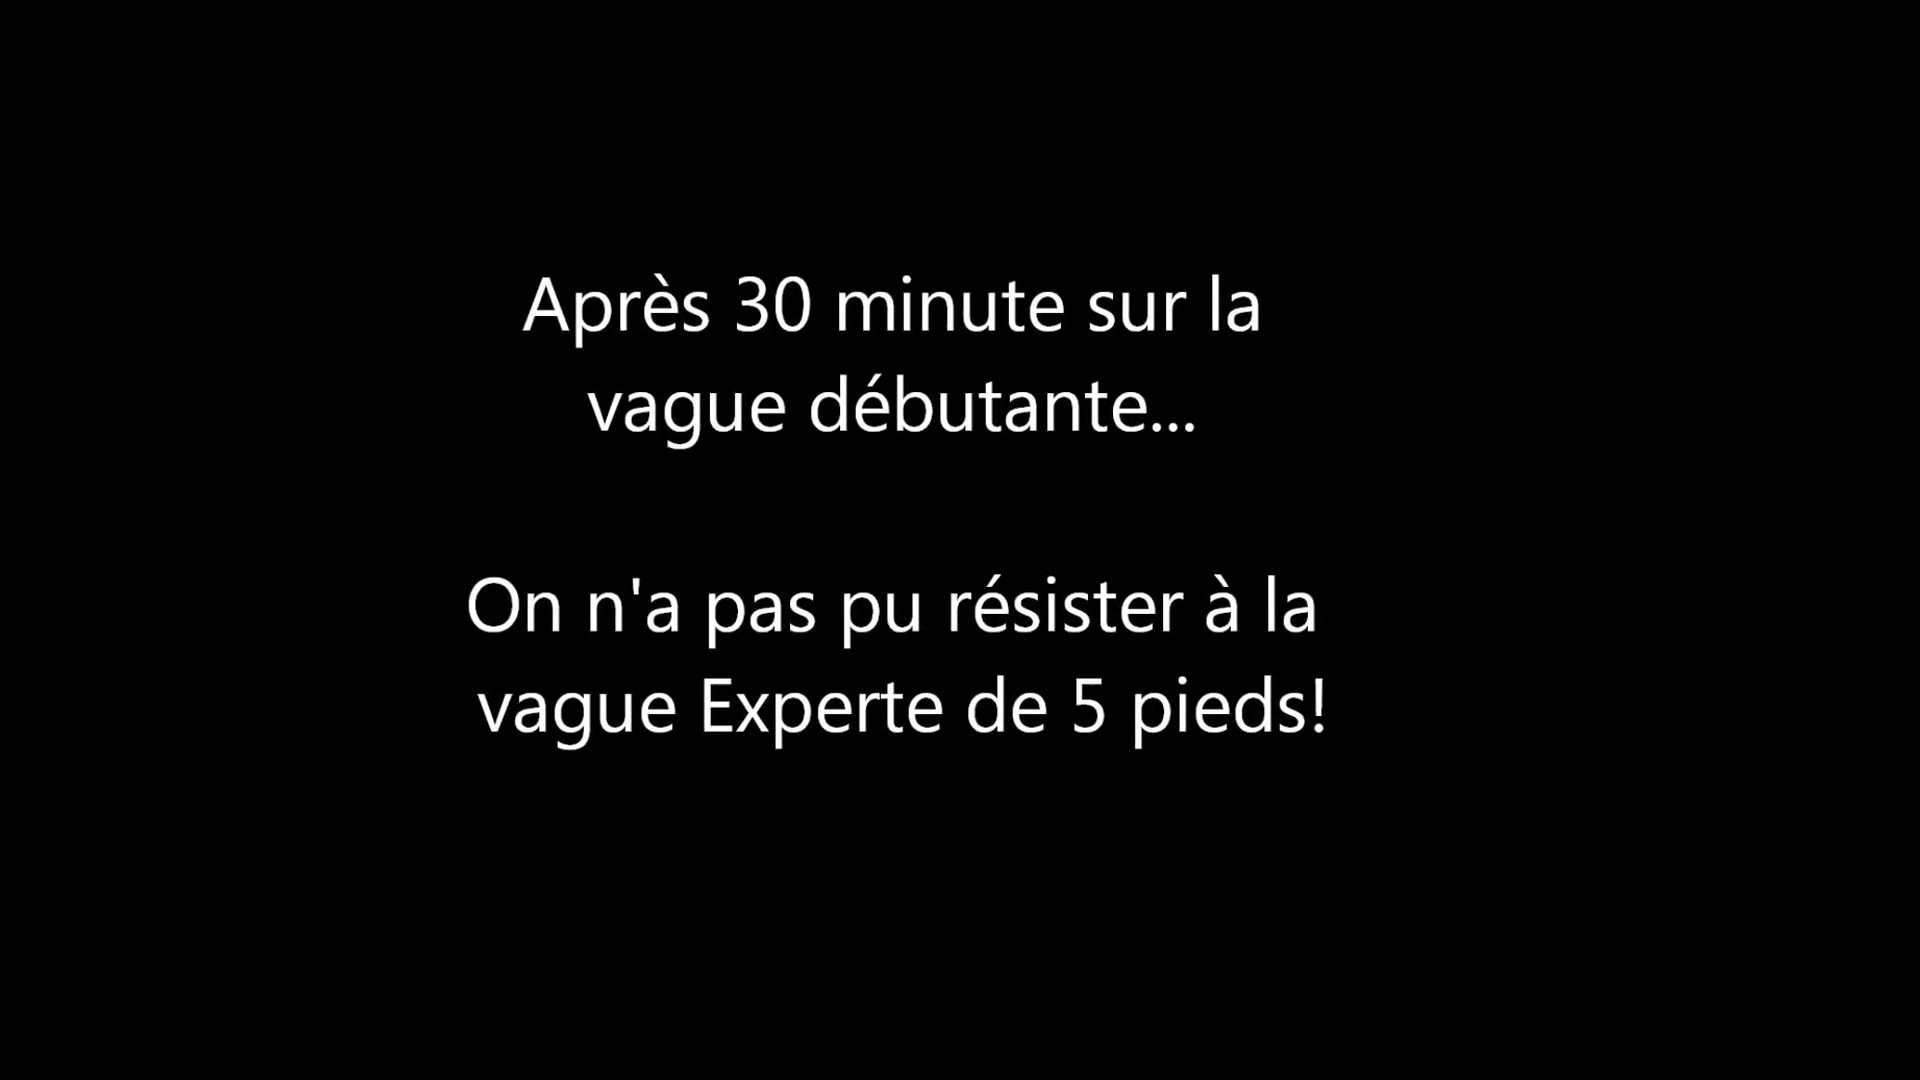 Après 30 minute sur la
vague débutante...
On n'a pas pu résister à la
vague Experte de 5 pieds!